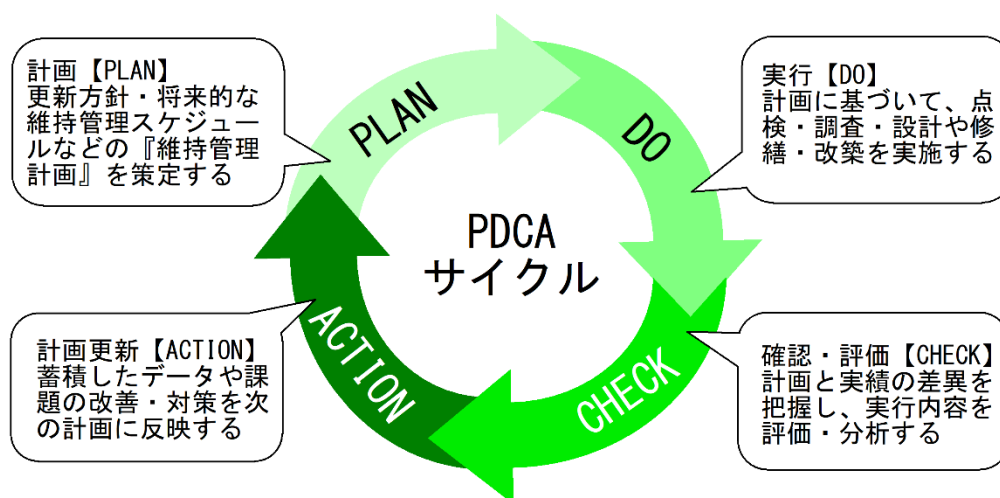 計画【PLAN】
更新方針・将来的な
維持管理スケジュー
ルなどの『維持管理
計画』を策定する
PLAN
DO
実行【DO】
計画に基づいて、点
検・調査・設計や修
繕・改築を実施する
PDCA
サイクル
計画更新【ACTION】
蓄積したデータや課
題の改善・対策を次
の計画に反映する
ACTION
CHECK
確認・評価【CHECK】
計画と実績の差異を
把握し、実行内容を
評価・分析する